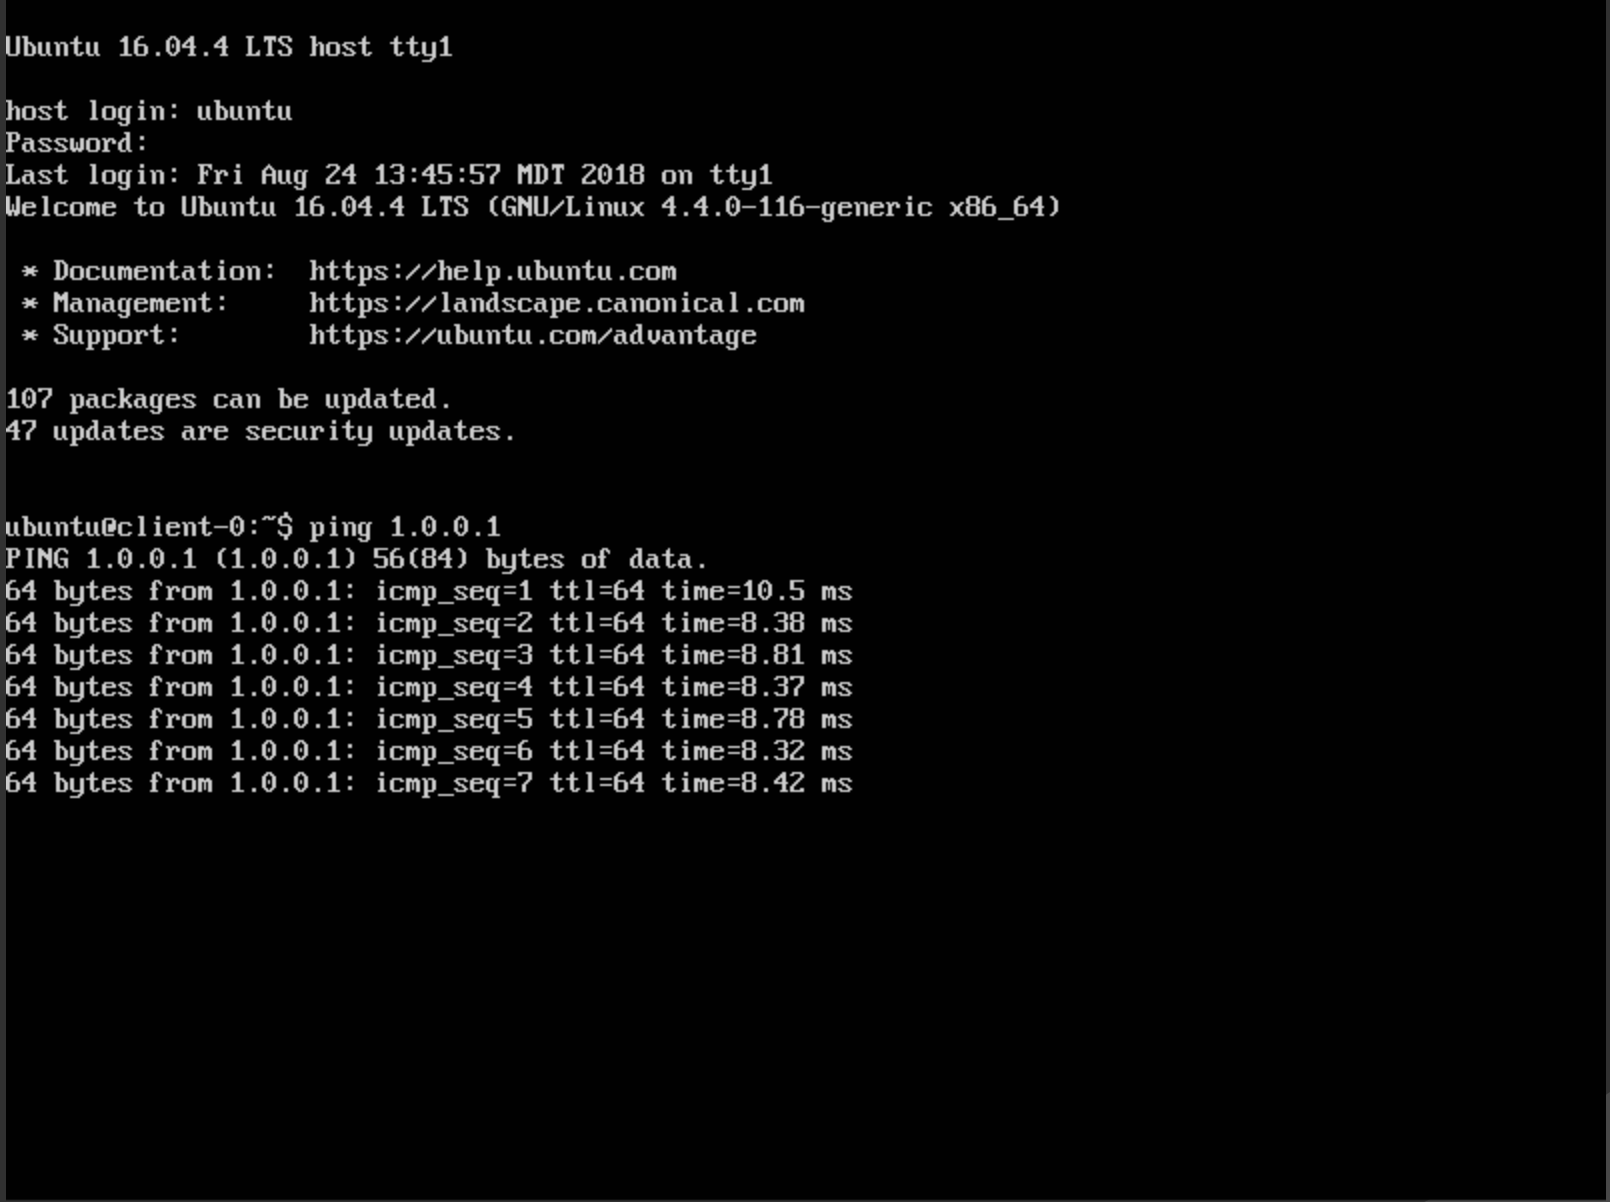 Ubuntu 16.04.4 LTS host tty1
host login: ubuntu
Password:
Last login: Fri Aug 24 13:45:57 MDT 2018 on tty1
Welcome to Ubuntu 16.04.4 LTS (GNU/Linux 4.4.0-116-generic x86_64)
* Documentation:  https://help.ubuntu.com
* Management:     https://landscape.canonical.com
* Support:        https://ubuntu.com/advantage
107 packages can be updated.
47 updates are security updates.
ubuntu@client-0:~$ ping 1.0.0.1
PING 1.0.0.1 (1.0.0.1) 56(84) bytes of data.
64 bytes from 1.0.0.1: icmp_seq=1 ttl=64 time=10.5 ms
64 bytes from 1.0.0.1: icmp_seq=2 ttl=64 time=8.38 ms
64 bytes from 1.0.0.1: icmp_seq=3 ttl=64 time=8.81 ms
64 bytes from 1.0.0.1: icmp_seq=4 ttl=64 time=8.37 ms
64 bytes from 1.0.0.1: icmp_seq=5 ttl=64 time=8.78 ms
64 bytes from 1.0.0.1: icmp_seq=6 ttl=64 time=8.32 ms
64 bytes from 1.0.0.1: icmp_seq=7 ttl=64 time=8.42 ms